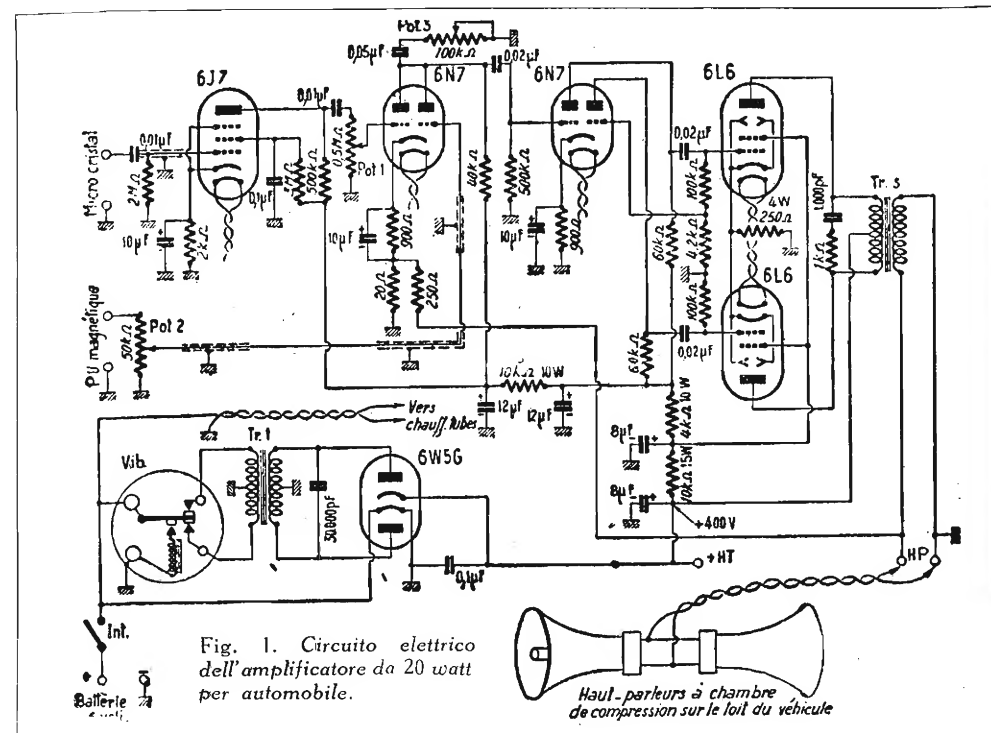 Pot 3
0,05µF
100kΩ
0,02µF
6J7
6N7
6N7
6L6
0,01µF
0,01µF
0,02µF
Micro cristal
2MΩ
0,1µF
1MΩ
500kΩ
0,5MΩ
Pot 1
40kΩ
500kΩ
100kΩ
4W
250Ω
1000pF
Tr. 3
10µF
2kΩ
10µF
300Ω
10µF
900Ω
60kΩ
4,2kΩ
1kΩ
6L6
20Ω
250Ω
100kΩ
PU magnétique
50kΩ
Pot 2
60kΩ
0,02µF
10kΩ 10W
12µF
12µF
4kΩ 10W
Vers
chauff. tubes
Tr. 1
6W5G
Vib.
8µF
10kΩ 15W
8µF
50.000pF
+400V
0,1µF
+HT
HP
Int.
Fig. 1. Circuito elettrico
dell'amplificatore da 20 watt
per automobile.
+
Batterie
Haut-parleurs à chambre
de compression sur le toit du véhicule